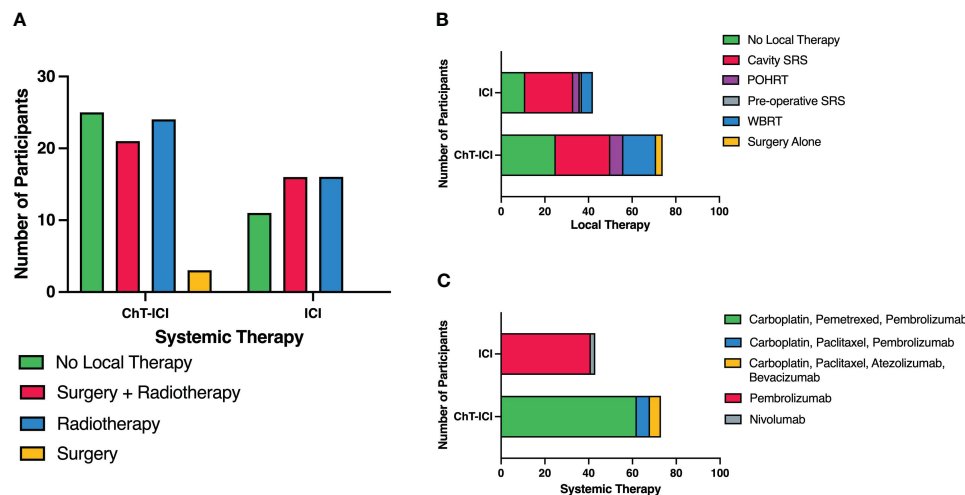 A
30
20
10
0
Number of Participants
ChT-ICI
ICI
Systemic Therapy
No Local Therapy
Surgery + Radiotherapy
Radiotherapy
Surgery
B
Number of Participants
ICI
ChT-ICI
0
20
40
60
80
100
Local Therapy
No Local Therapy
Cavity SRS
POHRT
Pre-operative SRS
WBRT
Surgery Alone
C
Number of Participants
ICI
ChT-ICI
0
20
40
60
80
100
Systemic Therapy
Carboplatin, Pemetrexed, Pembrolizumab
Carboplatin, Paclitaxel, Pembrolizumab
Carboplatin, Paclitaxel, Atezolizumab,
Bevacizumab
Pembrolizumab
Nivolumab